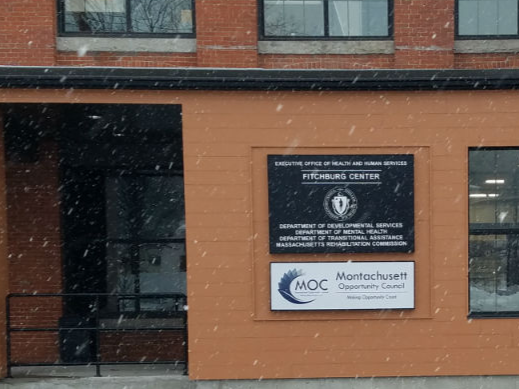 EXECUTIVE OFFICE OF HEALTH AND HUMAN SERVICES
FITCHBURG CENTER
DEPARTMENT OF DEVELOPMENTAL SERVICES
DEPARTMENT OF MENTAL HEALTH
DEPARTMENT OF TRANSITIONAL ASSISTANCE
MASSACHUSETTS REHABILITATION COMMISSION
MOC
Montachusett
Opportunity Council
Making Opportunity Count